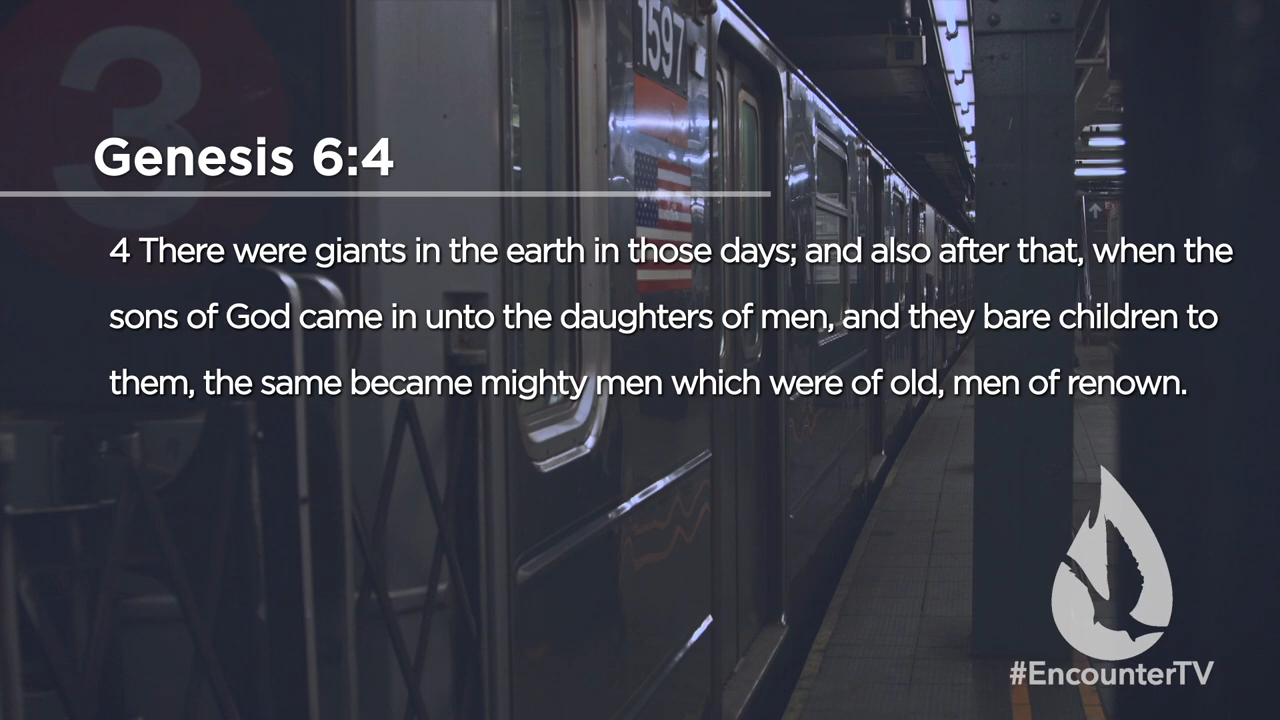 3
1597
Genesis 6:4
4 There were giants in the earth in those days; and also after that, when the
sons of God came in unto the daughters of men, and they bare children to
them, the same became mighty men which were of old, men of renown.
#EncounterTV